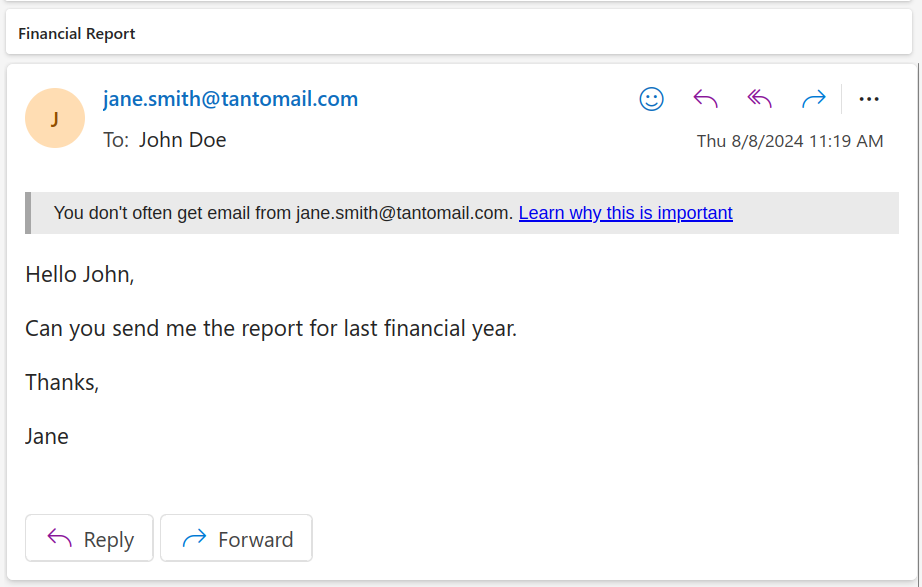 Financial Report
J
jane.smith@tantomail.com
To: John Doe
Thu 8/8/2024 11:19 AM
You don't often get email from jane.smith@tantomail.com. Learn why this is important
Hello John,
Can you send me the report for last financial year.
Thanks,
Jane
Reply
Forward